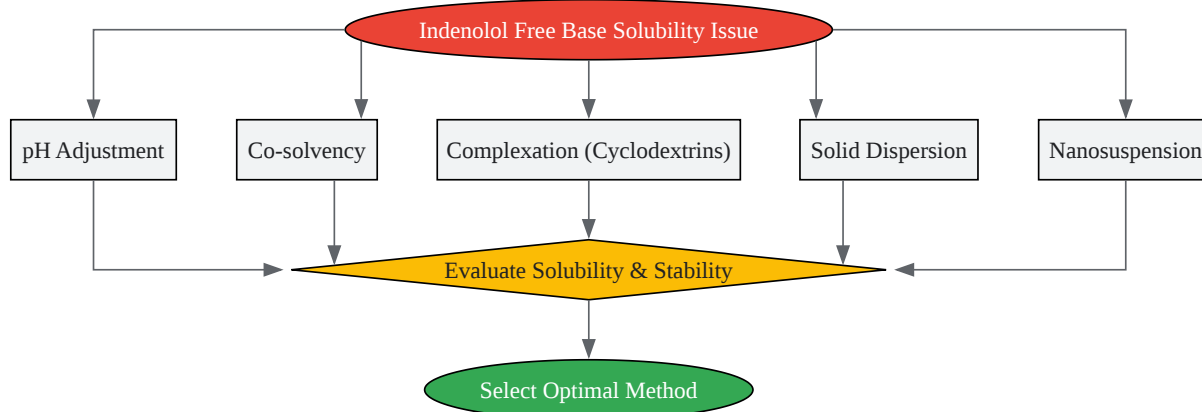 Indenolol Free Base Solubility Issue
pH Adjustment
Co-solvency
Complexation (Cyclodextrins)
Solid Dispersion
Nanosuspension
Evaluate Solubility & Stability
Select Optimal Method